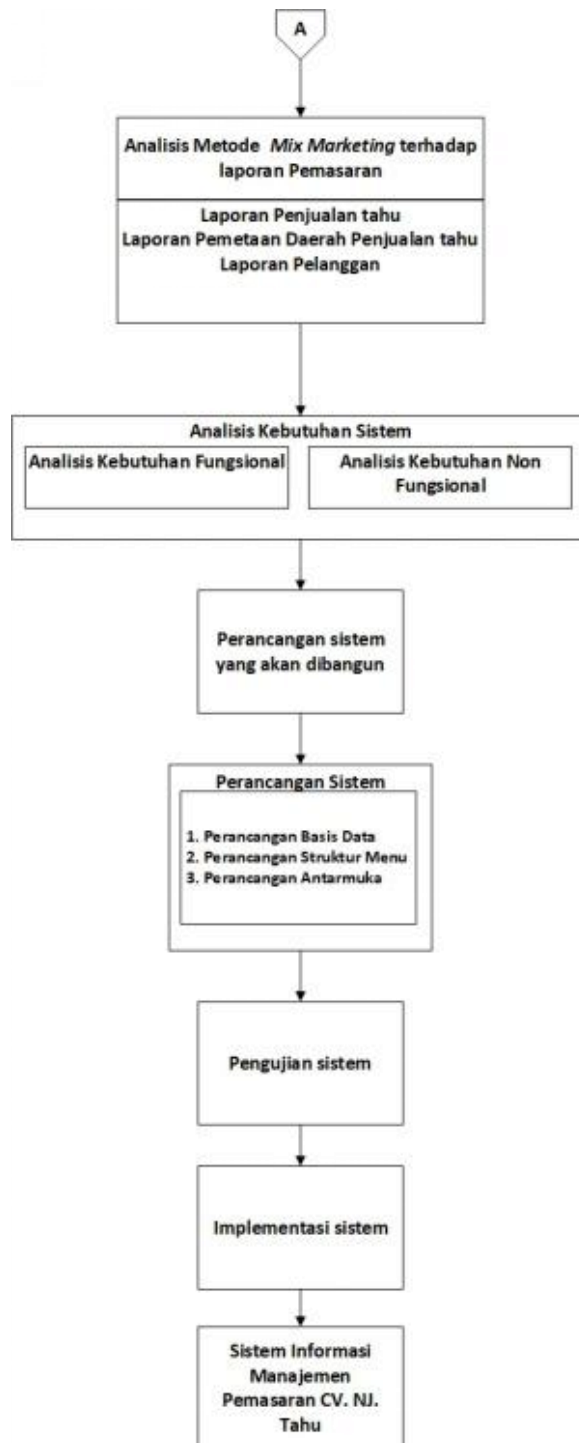 A
Analisis Metode Mix Marketing terhadap
laporan Pemasaran
Laporan Penjualan tahu
Laporan Pemetaan Daerah Penjualan tahu
Laporan Pelanggan
Analisis Kebutuhan Sistem
Analisis Kebutuhan Fungsional
Analisis Kebutuhan Non
Fungsional
Perancangan sistem
yang akan dibangun
Perancangan Sistem
1. Perancangan Basis Data
2. Perancangan Struktur Menu
3. Perancangan Antarmuka
Pengujian sistem
Implementasi sistem
Sistem Informasi
Manajemen
Pemasaran CV. NJ.
Tahu